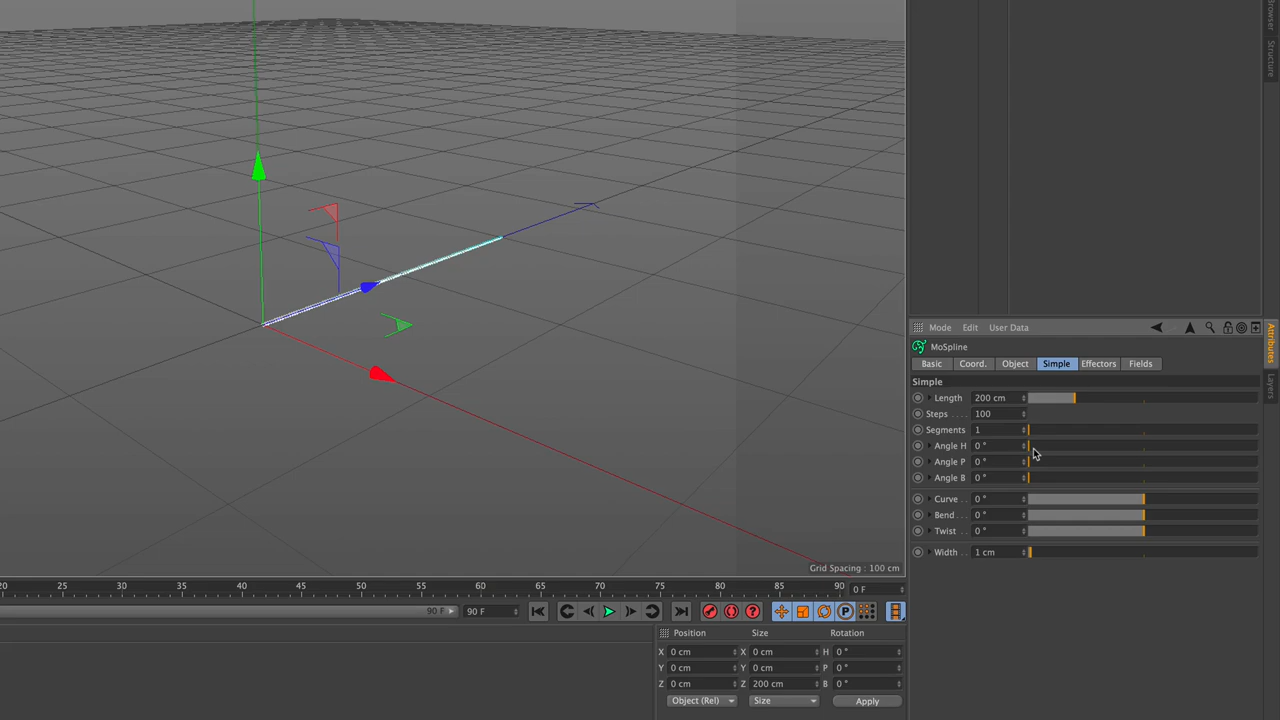 Browser
Structure
Grid Spacing : 100 cm
Mode Edit User Data
MoSpline
Basic Coord. Object Simple Effectors Fields
Simple
Length 200 cm
Steps . . . . 100
Segments 1
Angle H 0 °
Angle P 0 °
Angle B 0 °
Curve . . 0 °
Bend . . . 0 °
Twist . . 0 °
Width . . 1 cm
Attributes
Layers
20 25 30 35 40 45 50 55 60 65 70 75 80 85 90 0 F
90 F 90 F
P
Position Size Rotation
X 0 cm X 0 cm H 0 °
Y 0 cm Y 0 cm P 0 °
Z 0 cm Z 200 cm B 0 °
Object (Rel) Size Apply